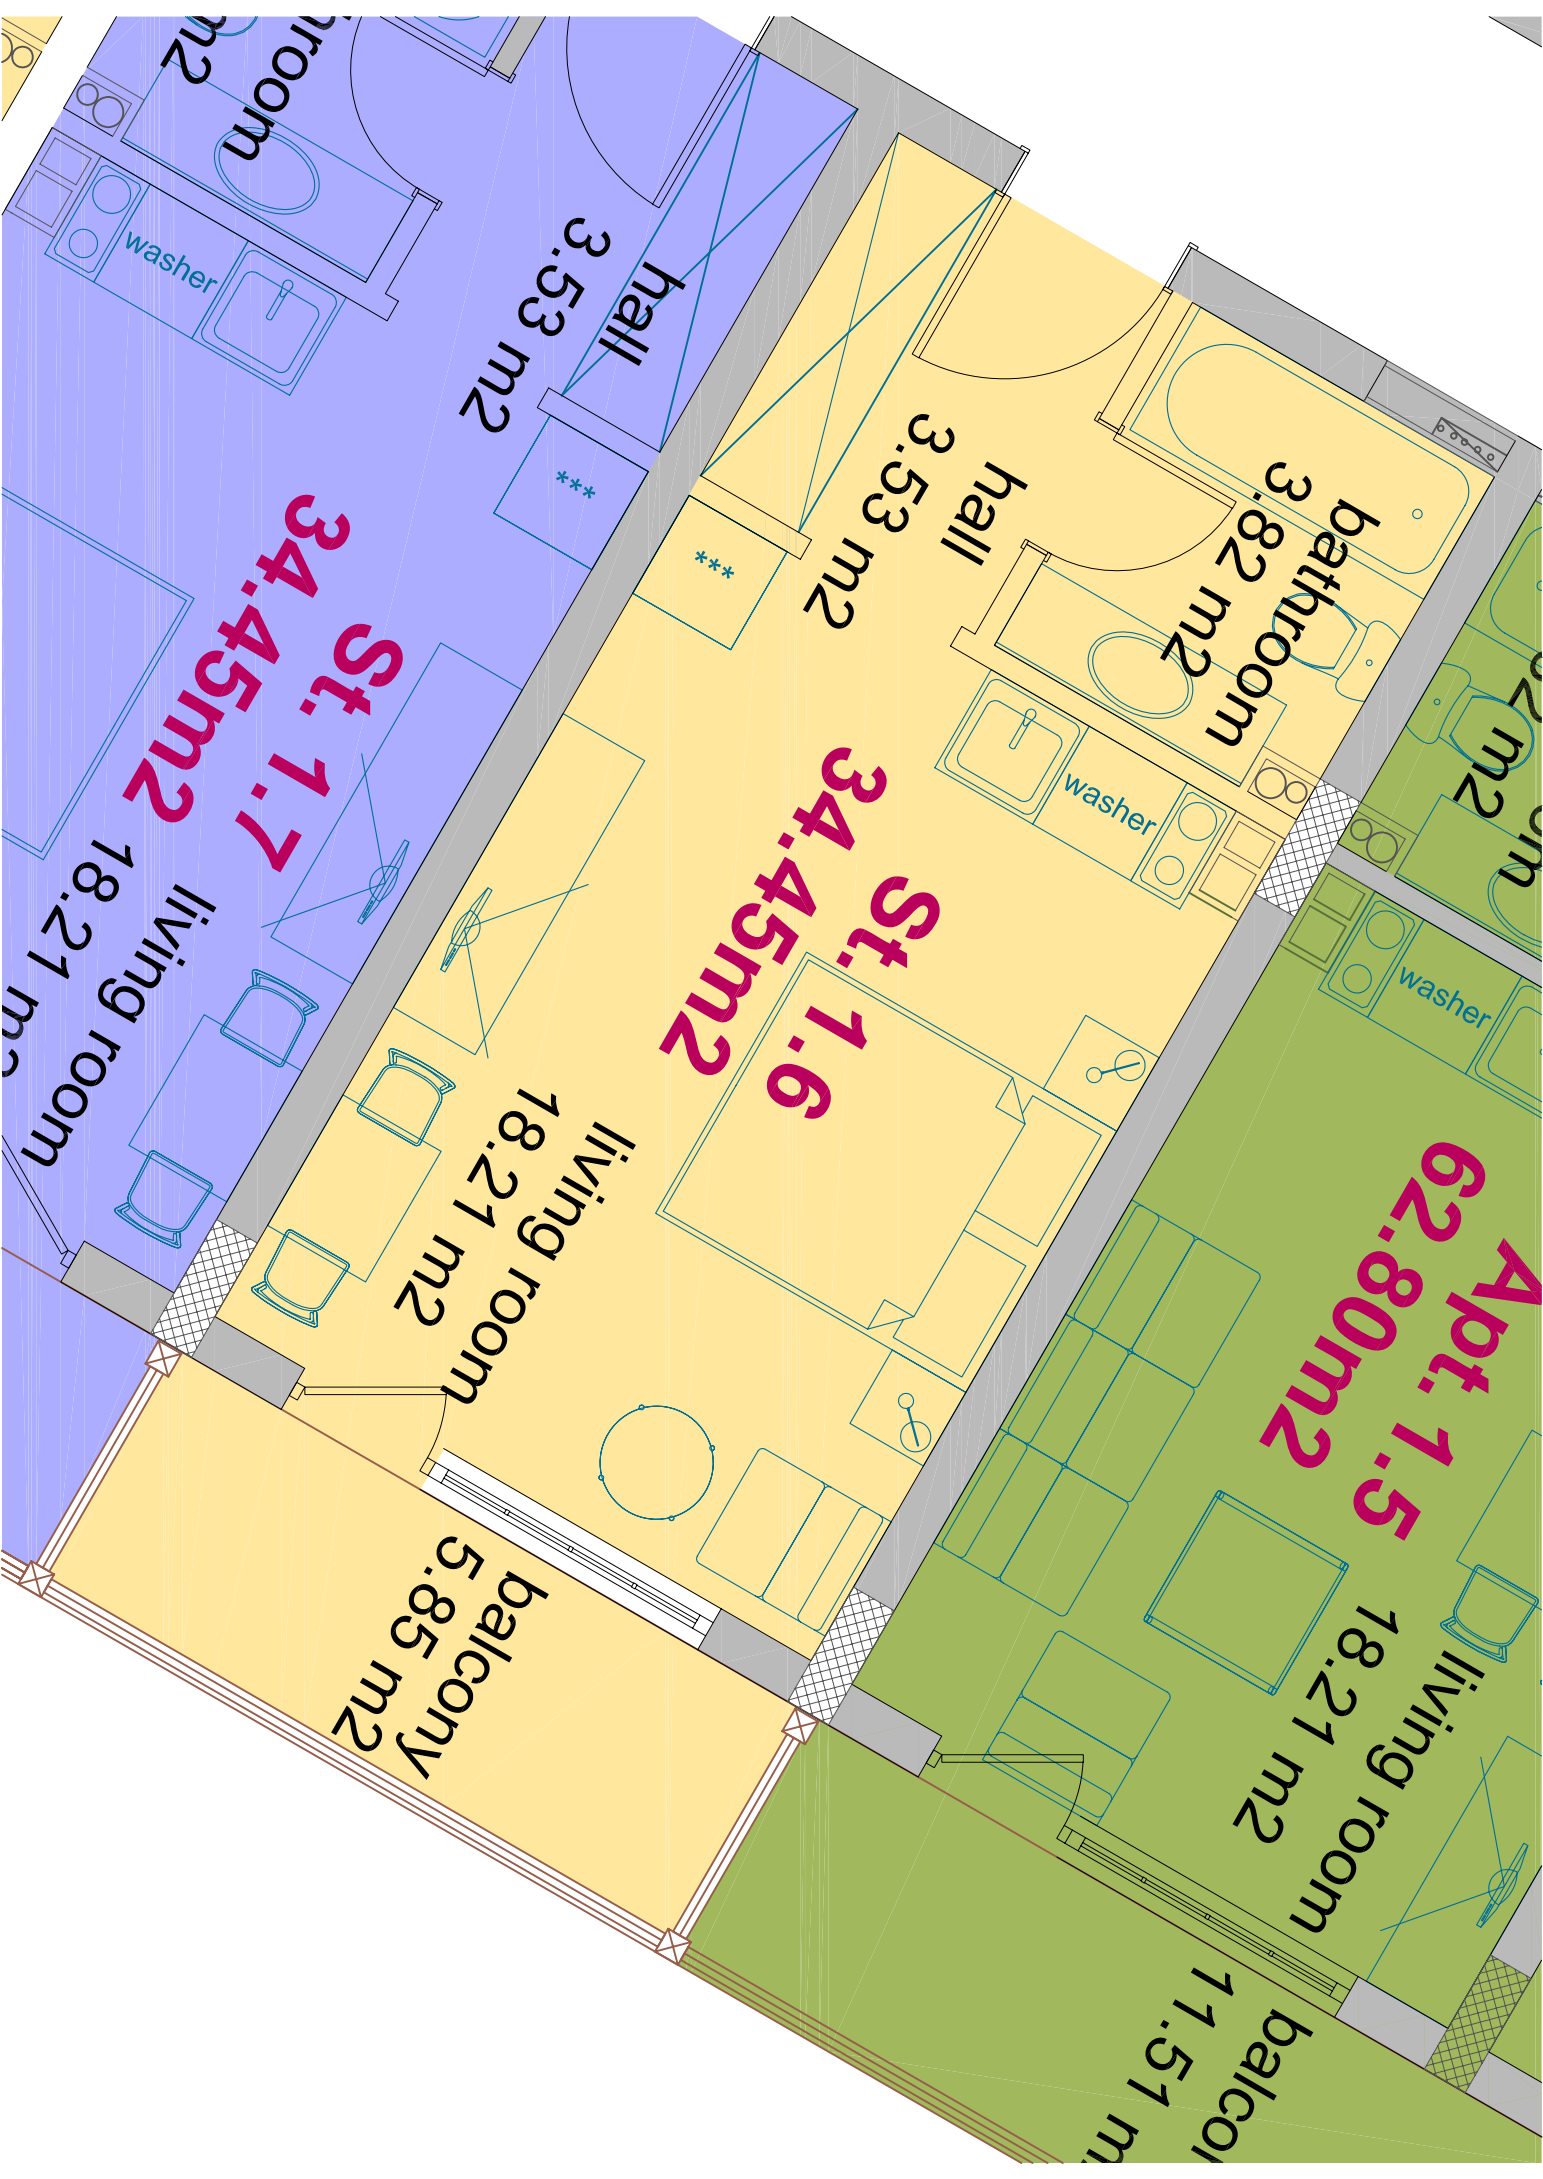 hall
3.53 m2
washer
***
St. 1.7
34.45m2
living room
18.21 m2
hall
3.53 m2
bathroom
3.82 m2
***
washer
St. 1.6
34.45m2
living room
18.21 m2
balcony
5.85 m2
m2
washer
Apt. 1.5
62.80m2
living room
18.21 m2
11.51 m